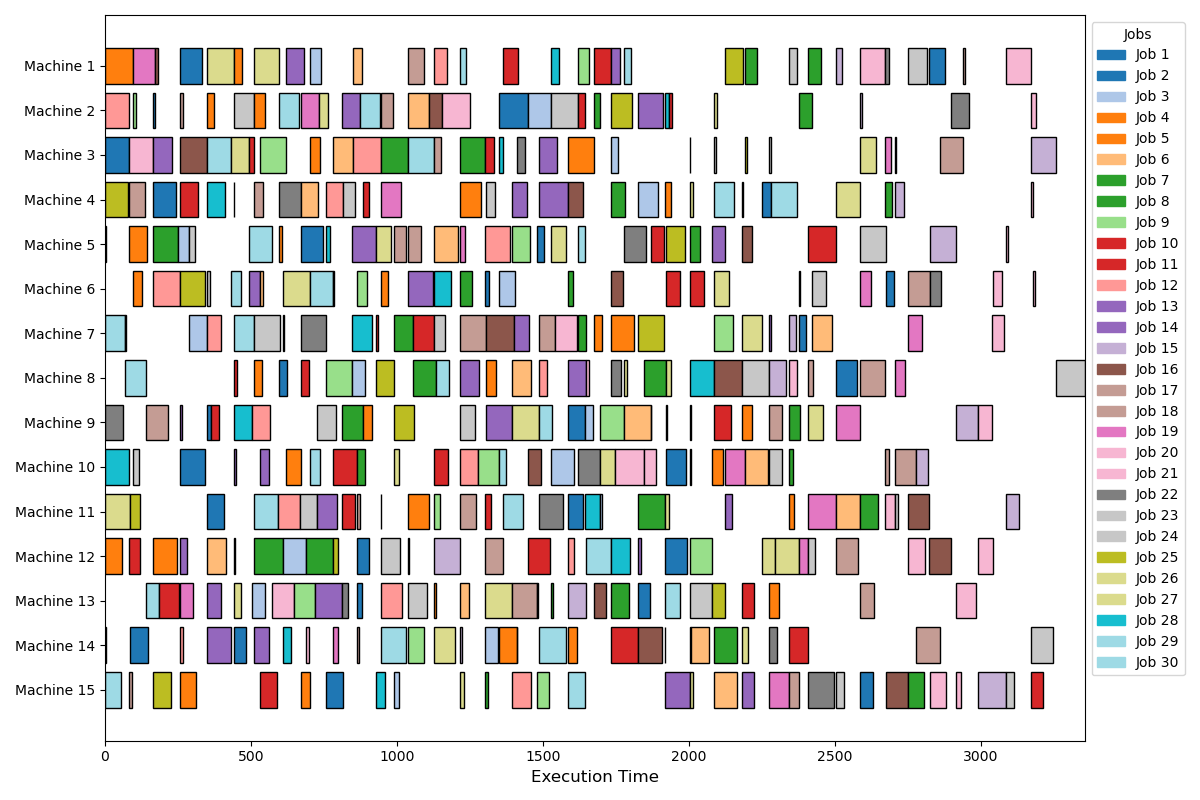 Machine 1
Machine 2
Machine 3
Machine 4
Machine 5
Machine 6
Machine 7
Machine 8
Machine 9
Machine 10
Machine 11
Machine 12
Machine 13
Machine 14
Machine 15
0 500 1000 1500 2000 2500 3000
Execution Time
Jobs
Job 1
Job 2
Job 3
Job 4
Job 5
Job 6
Job 7
Job 8
Job 9
Job 10
Job 11
Job 12
Job 13
Job 14
Job 15
Job 16
Job 17
Job 18
Job 19
Job 20
Job 21
Job 22
Job 23
Job 24
Job 25
Job 26
Job 27
Job 28
Job 29
Job 30